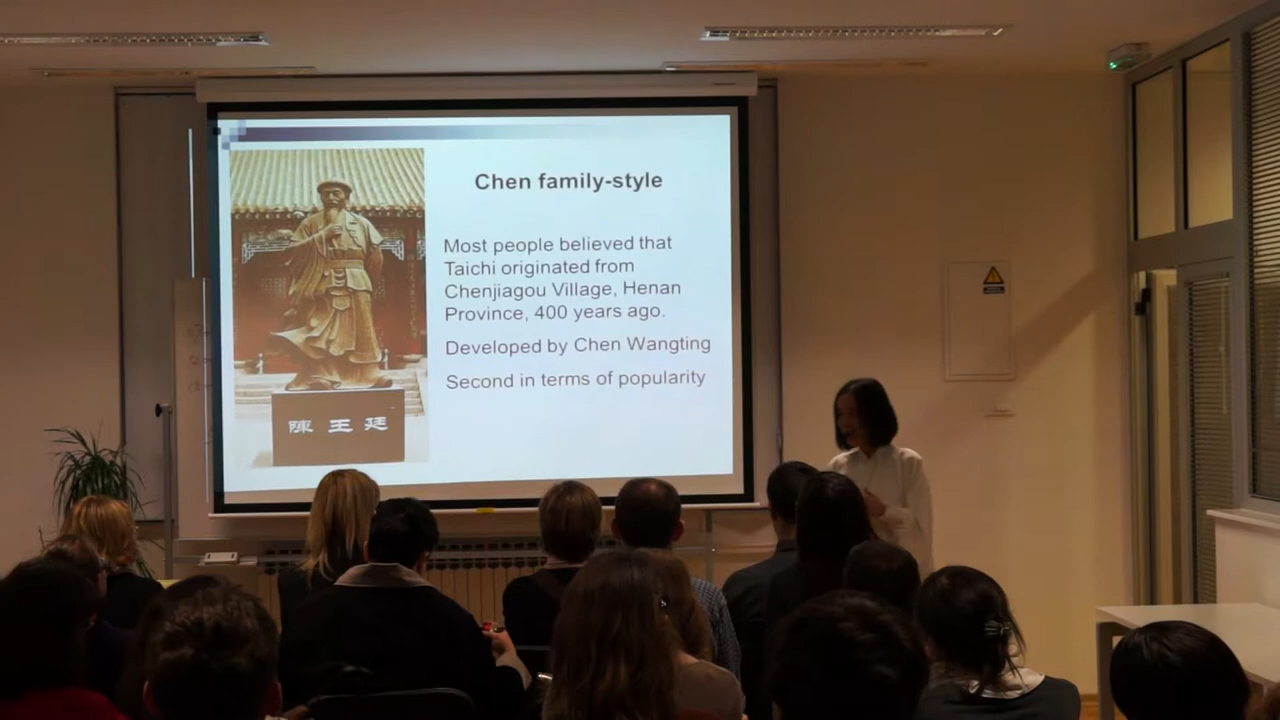 Chen family-style
Most people believed that
Taichi originated from
Chenjiagou Village, Henan
Province, 400 years ago.
Developed by Chen Wangting
Second in terms of popularity
陳 王 廷